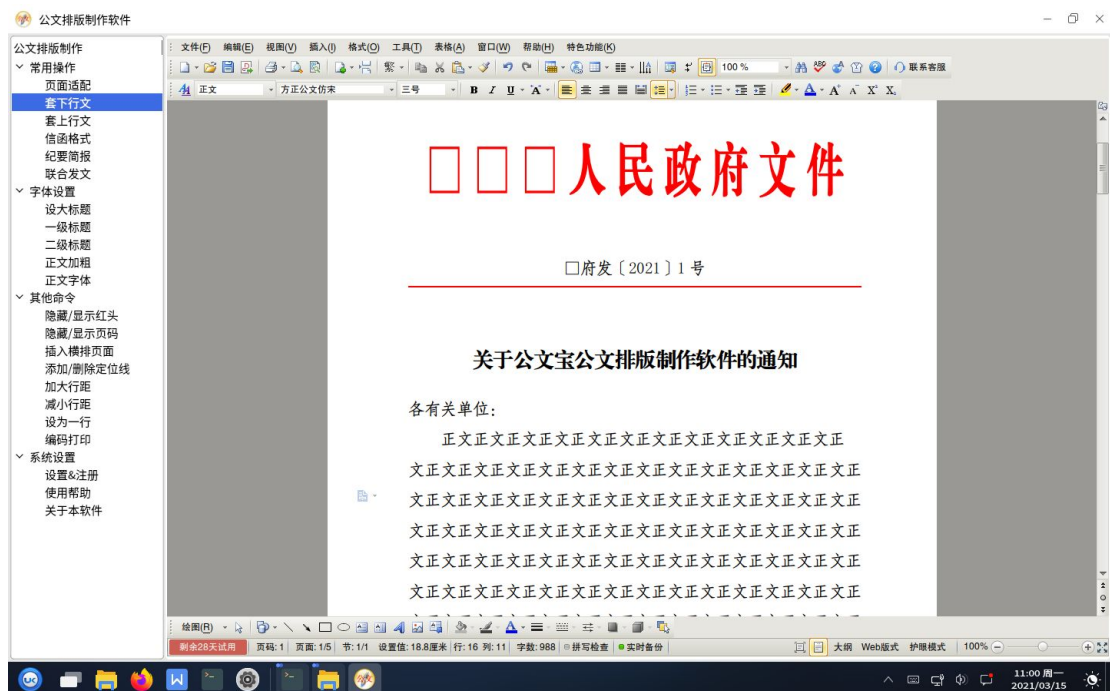 公文排版制作软件
公文排版制作
常用操作
页面适配
套下行文
套上行文
信函格式
纪要简报
联合发文
字体设置
设大标题
一级标题
二级标题
正文加粗
正文字体
其他命令
隐藏/显示红头
隐藏/显示页码
插入横排页面
添加/删除定位线
加大行距
减小行距
设为一行
编码打印
系统设置
设置&注册
使用帮助
关于本软件
文件(F) 编辑(E) 视图(V) 插入(I) 格式(O) 工具(T) 表格(A) 窗口(W) 帮助(H) 特色功能(K)
100 % 联系客服
正文 方正公文仿宋 三号 B I U A A A A X X
□□□人民政府文件
□府发〔2021〕1 号
关于公文宝公文排版制作软件的通知
各有关单位：
正文正文正文正文正文正文正文正文正文正文正文正文正
文正文正文正文正文正文正文正文正文正文正文正文正文正
文正文正文正文正文正文正文正文正文正文正文正文正文正
文正文正文正文正文正文正文正文正文正文正文正文正文正
文正文正文正文正文正文正文正文正文正文正文正文正文正
文正文正文正文正文正文正文正文正文正文正文正文正文正
绘图(R)
剩余28天试用 页码: 1 页面: 1/5 节: 1/1 设置值: 18.8厘米 行: 16 列: 11 字数: 988 拼写检查 实时备份 大纲 Web版式 护眼模式 100%
11:00 周一
2021/03/15